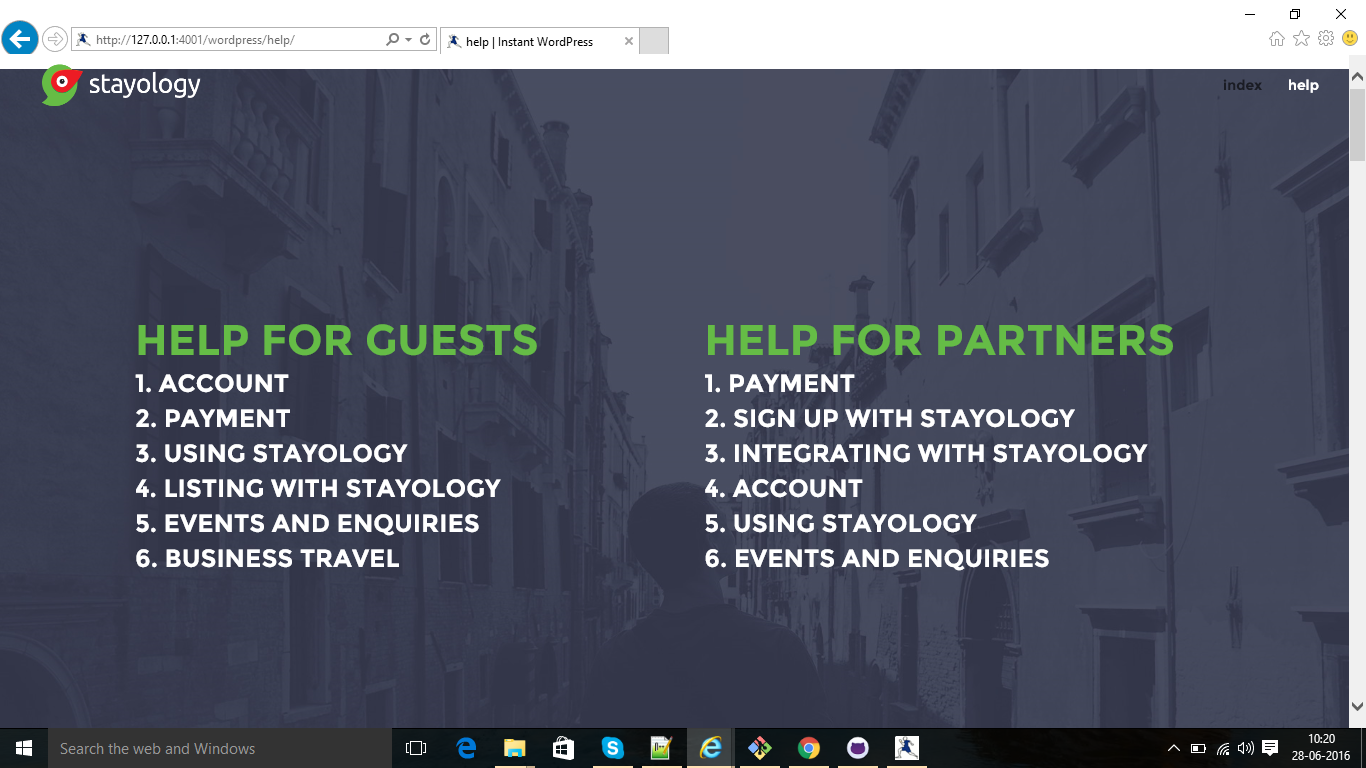 http://127.0.0.1:4001/wordpress/help/
help | Instant WordPress
stayology
index help
HELP FOR GUESTS
1. ACCOUNT
2. PAYMENT
3. USING STAYOLOGY
4. LISTING WITH STAYOLOGY
5. EVENTS AND ENQUIRIES
6. BUSINESS TRAVEL
HELP FOR PARTNERS
1. PAYMENT
2. SIGN UP WITH STAYOLOGY
3. INTEGRATING WITH STAYOLOGY
4. ACCOUNT
5. USING STAYOLOGY
6. EVENTS AND ENQUIRIES
Search the web and Windows
10:20
28-06-2016